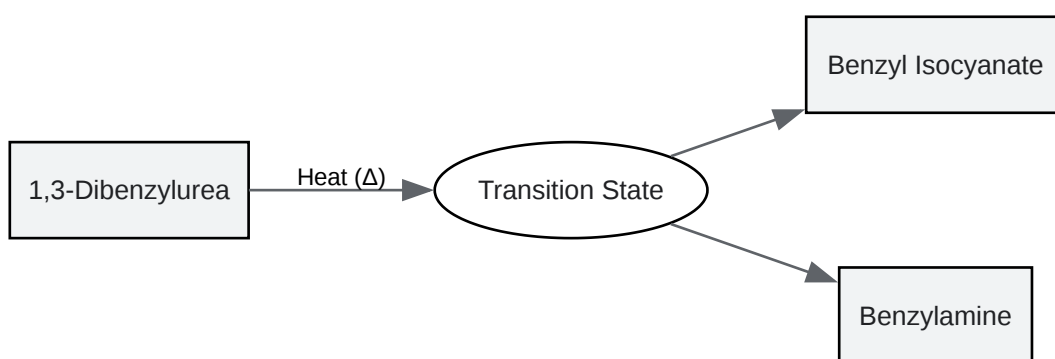 Benzyl Isocyanate
1,3-Dibenzylurea
Heat (Δ)
Transition State
Benzylamine